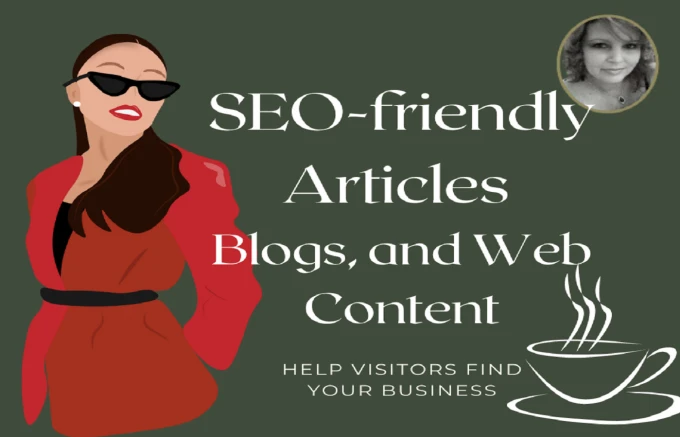 SEO-friendly
Articles
Blogs, and Web
Content
HELP VISITORS FIND
YOUR BUSINESS